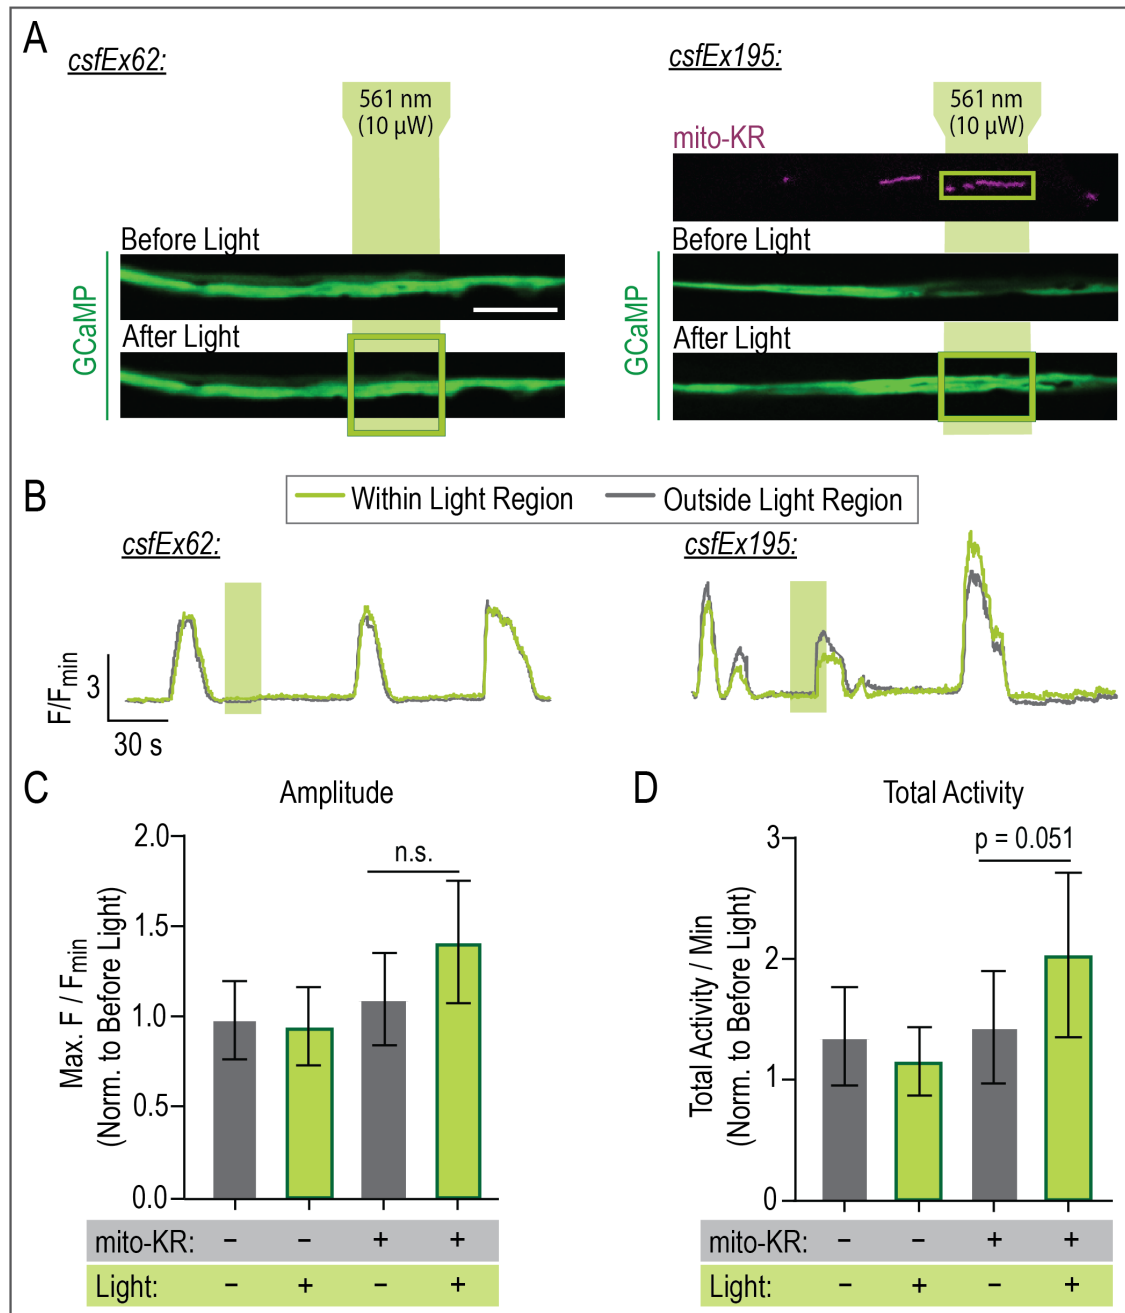 A
csfEx62:
561 nm
(10 µW)
Before Light
After Light
GCaMP
csfEx195:
561 nm
(10 µW)
mito-KR
Before Light
After Light
GCaMP
B
Within Light Region
Outside Light Region
csfEx62:
csfEx195:
F/Fmin
3
30 s
C
Amplitude
Max. F / Fmin
(Norm. to Before Light)
2.0
1.5
1.0
0.5
0.0
n.s.
mito-KR: − − + +
Light: − + − +
D
Total Activity
Total Activity / Min
(Norm. to Before Light)
3
2
1
0
p = 0.051
mito-KR: − − + +
Light: − + − +